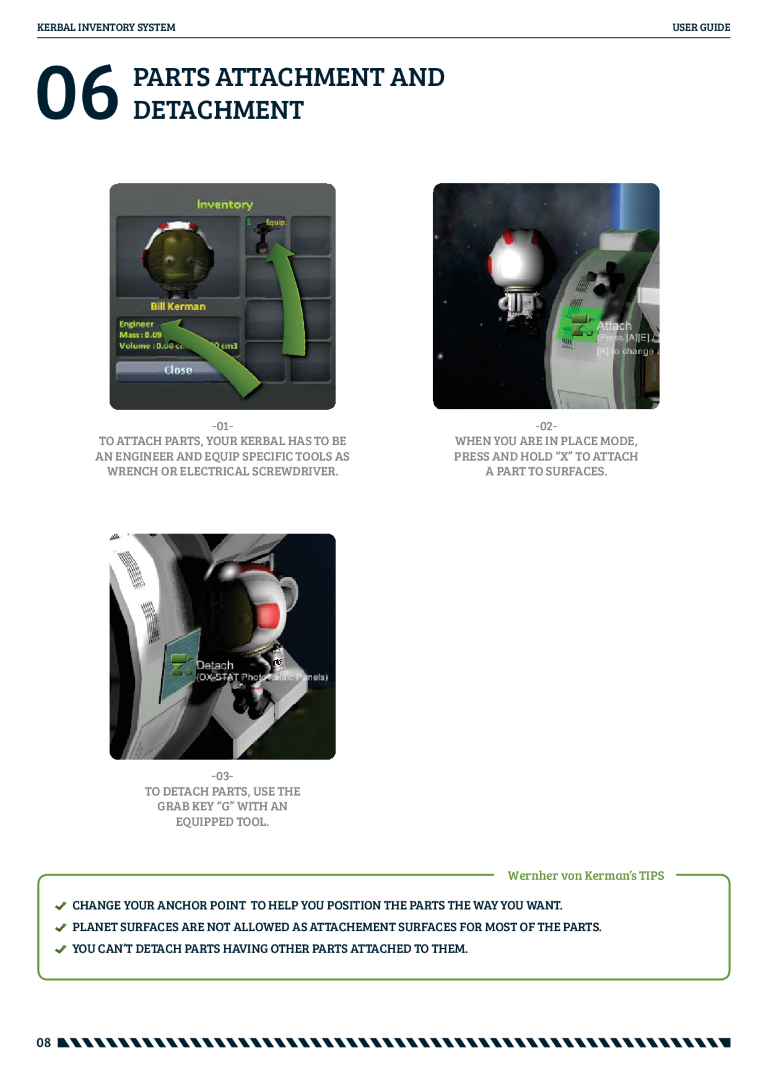 KERBAL INVENTORY SYSTEM
USER GUIDE
06
PARTS ATTACHMENT AND
DETACHMENT
Inventory
1 Equip.
Bill Kerman
Engineer
Mass : 0.09
Volume : 0.00 cm3
Close
Attach
(Press [A][E] /
[R] to change
-01-
TO ATTACH PARTS, YOUR KERBAL HAS TO BE
AN ENGINEER AND EQUIP SPECIFIC TOOLS AS
WRENCH OR ELECTRICAL SCREWDRIVER.
-02-
WHEN YOU ARE IN PLACE MODE,
PRESS AND HOLD “X” TO ATTACH
A PART TO SURFACES.
Detach
(OX-STAT Photovoltaic Panels)
-03-
TO DETACH PARTS, USE THE
GRAB KEY “G” WITH AN
EQUIPPED TOOL.
Wernher von Kerman’s TIPS
CHANGE YOUR ANCHOR POINT TO HELP YOU POSITION THE PARTS THE WAY YOU WANT.
PLANET SURFACES ARE NOT ALLOWED AS ATTACHEMENT SURFACES FOR MOST OF THE PARTS.
YOU CAN’T DETACH PARTS HAVING OTHER PARTS ATTACHED TO THEM.
08